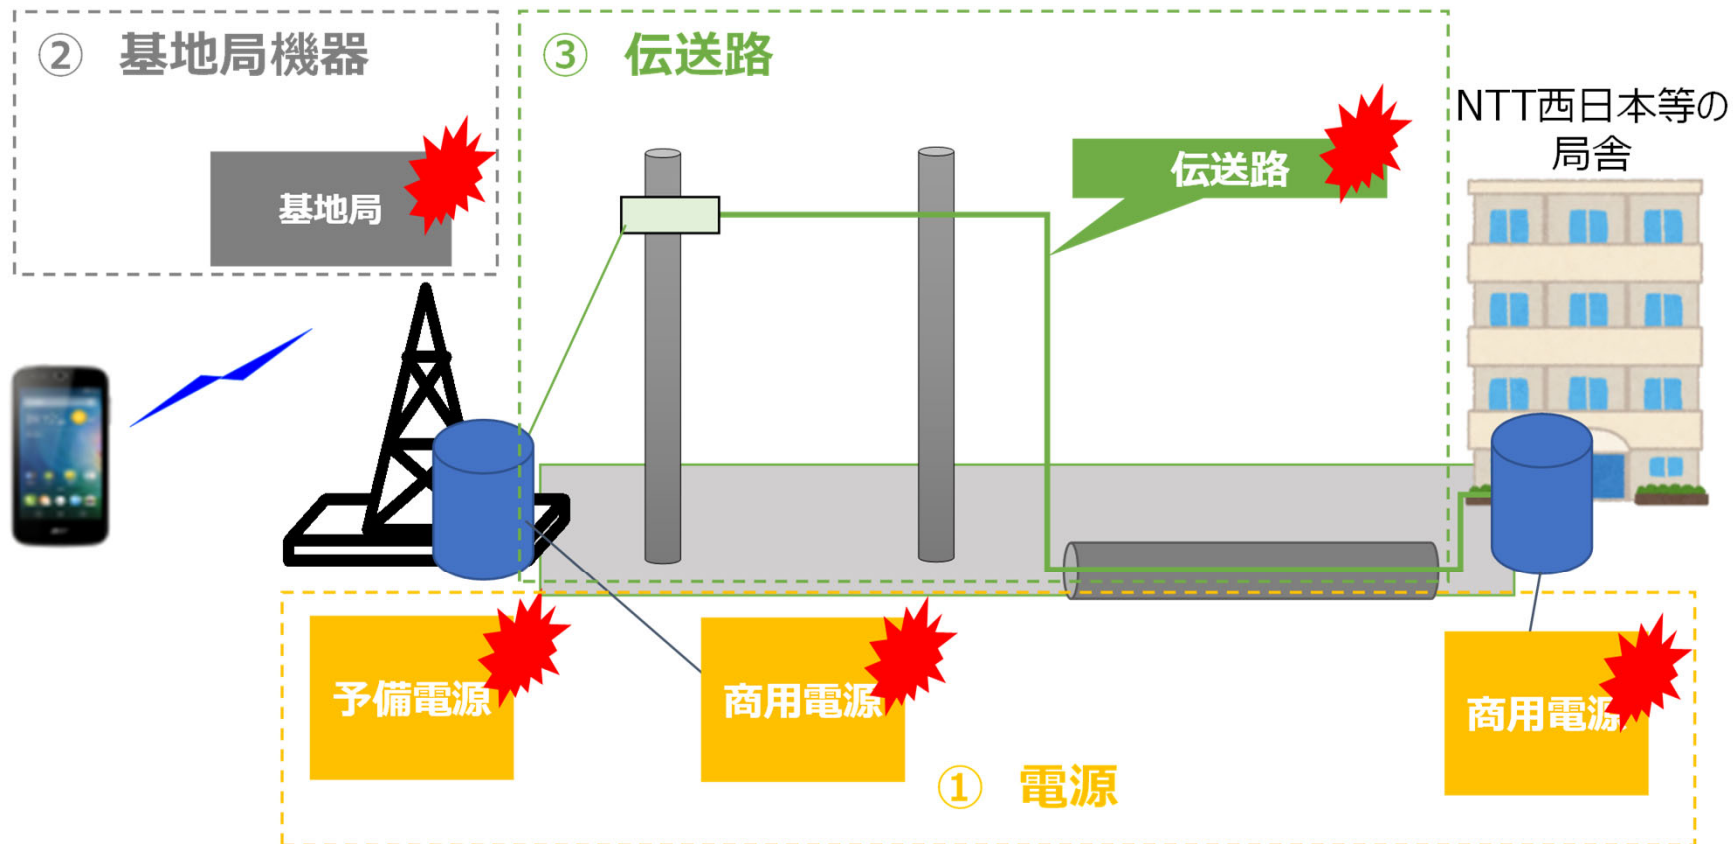 ② 基地局機器
③ 伝送路
NTT西日本等の
局舎
伝送路
基地局
予備電源
商用電源
商用電源
① 電源